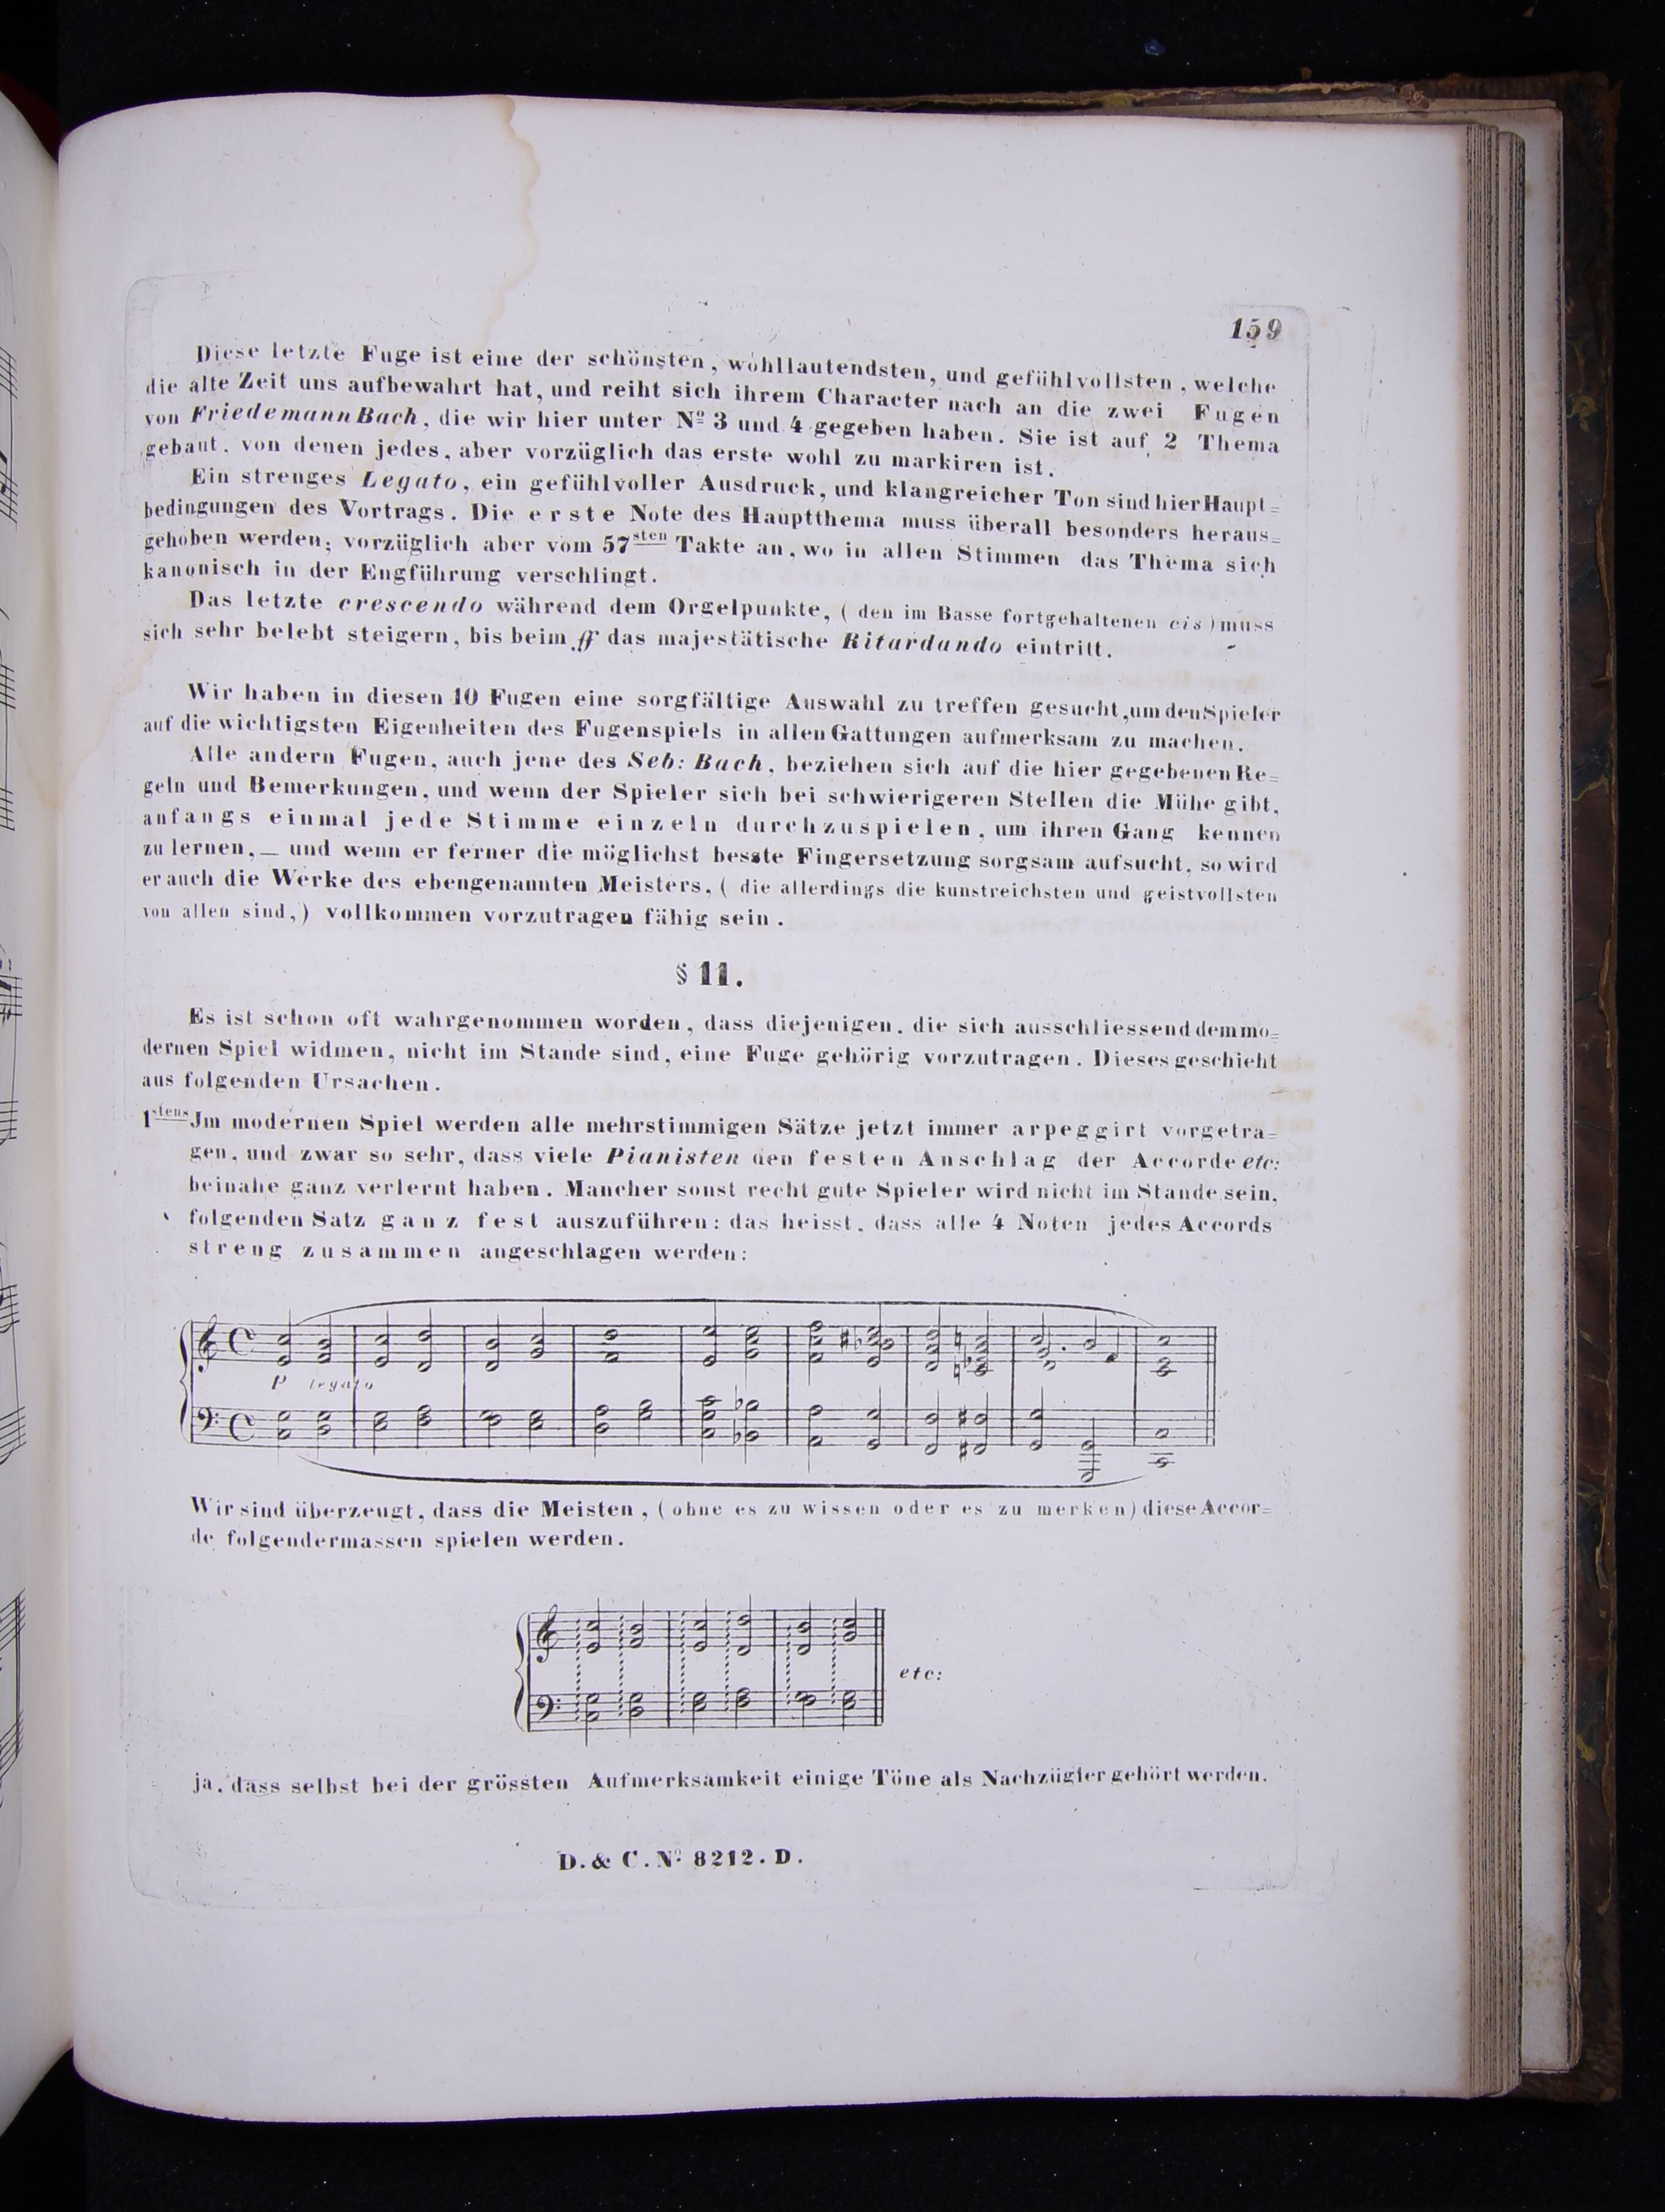 159
Diese letzte Fuge ist eine der schönsten, wohllautendsten, und gefühlvollsten, welche
die alte Zeit uns aufbewahrt hat, und reiht sich ihrem Character nach an die zwei Fugen
von Friedemann Bach, die wir hier unter Nº 3 und 4 gegeben haben. Sie ist auf 2 Thema
gebaut, von denen jedes, aber vorzüglich das erste wohl zu markiren ist.
Ein strenges Legato, ein gefühlvoller Ausdruck, und klangreicher Ton sind hier Haupt=
bedingungen des Vortrags. Die erste Note des Hauptthema muss überall besonders heraus=
gehoben werden; vorzüglich aber vom 57sten Takte an, wo in allen Stimmen das Thema sich
kanonisch in der Engführung verschlingt.
Das letzte crescendo während dem Orgelpunkte, (den im Basse fortgehaltenen cis) muss
sich sehr belebt steigern, bis beim ff das majestätische Ritardando eintritt.
Wir haben in diesen 10 Fugen eine sorgfältige Auswahl zu treffen gesucht, um den Spieler
auf die wichtigsten Eigenheiten des Fugenspiels in allen Gattungen aufmerksam zu machen.
Alle andern Fugen, auch jene des Seb: Bach, beziehen sich auf die hier gegebenen Re=
geln und Bemerkungen, und wenn der Spieler sich bei schwierigeren Stellen die Mühe gibt,
anfangs einmal jede Stimme einzeln durchzuspielen, um ihren Gang kennen
zu lernen, — und wenn er ferner die möglichst besste Fingersetzung sorgsam aufsucht, so wird
er auch die Werke des ebengenannten Meisters, (die allerdings die kunstreichsten und geistvollsten
von allen sind,) vollkommen vorzutragen fähig sein.
§ 11.
Es ist schon oft wahrgenommen worden, dass diejenigen, die sich ausschliessend dem mo=
dernen Spiel widmen, nicht im Stande sind, eine Fuge gehörig vorzutragen. Dieses geschieht
aus folgenden Ursachen.
1stens Jm modernen Spiel werden alle mehrstimmigen Sätze jetzt immer arpeggirt vorgetra=
gen, und zwar so sehr, dass viele Pianisten den festen Anschlag der Accorde etc:
beinahe ganz verlernt haben. Mancher sonst recht gute Spieler wird nicht im Stande sein,
folgenden Satz ganz fest auszuführen: das heisst, dass alle 4 Noten jedes Accords
streng zusammen angeschlagen werden:
P legato
Wir sind überzeugt, dass die Meisten, (ohne es zu wissen oder es zu merken) diese Accor=
de folgendermassen spielen werden.
etc:
ja, dass selbst bei der grössten Aufmerksamkeit einige Töne als Nachzügler gehört werden.
D. & C. Nº 8212. D.